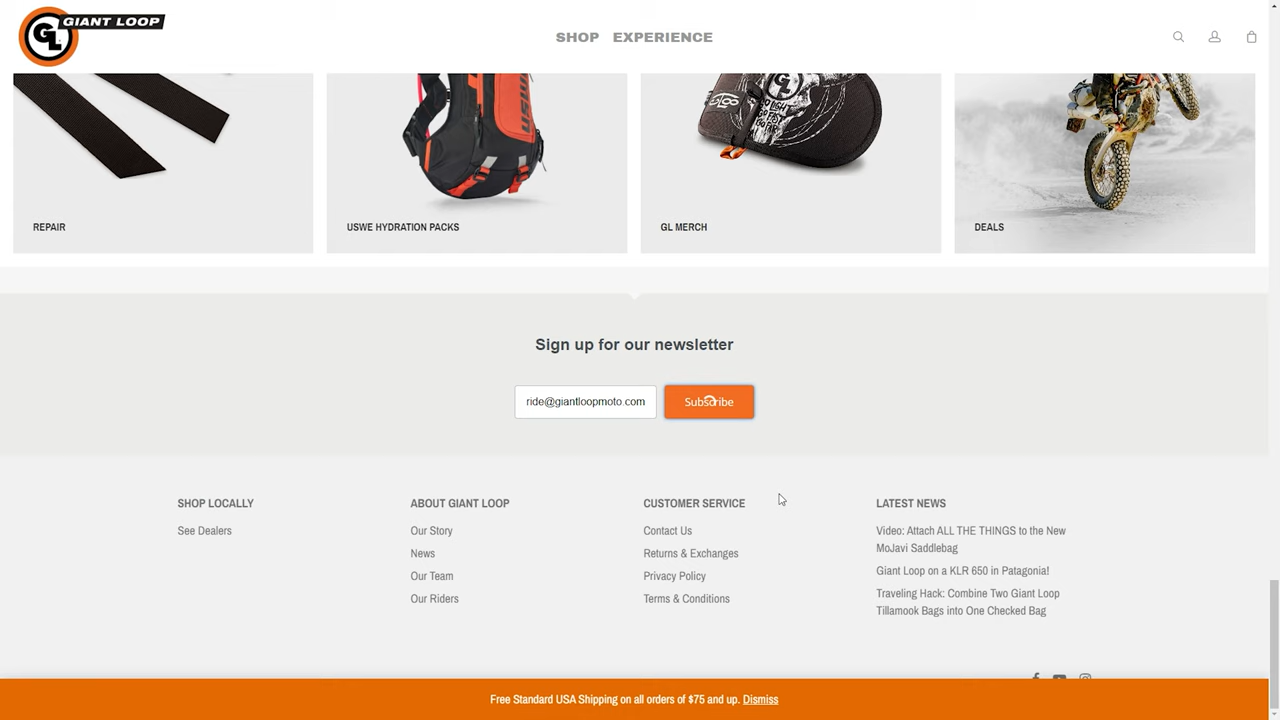 GIANT LOOP
GL
SHOP EXPERIENCE
USWE
GL
REPAIR
USWE HYDRATION PACKS
GL MERCH
DEALS
Sign up for our newsletter
ride@giantloopmoto.com
Subscribe
SHOP LOCALLY
See Dealers
ABOUT GIANT LOOP
Our Story
News
Our Team
Our Riders
CUSTOMER SERVICE
Contact Us
Returns & Exchanges
Privacy Policy
Terms & Conditions
LATEST NEWS
Video: Attach ALL THE THINGS to the New
MoJavi Saddlebag
Giant Loop on a KLR 650 in Patagonia!
Traveling Hack: Combine Two Giant Loop
Tillamook Bags into One Checked Bag
Free Standard USA Shipping on all orders of $75 and up. Dismiss